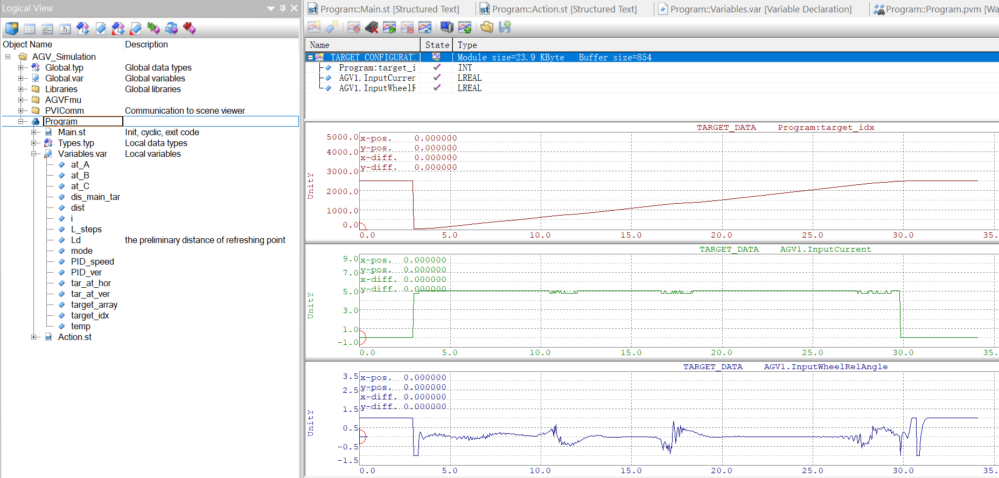 Logical View
Object Name Description
AGV_Simulation
Global.typ Global data types
Global.var Global variables
Libraries Global libraries
AGVFmu
PVIComm Communication to scene viewer
Program
Main.st Init, cyclic, exit code
Types.typ Local data types
Variables.var Local variables
at_A
at_B
at_C
dis_main_tar
dist
i
L_steps
Ld the preliminary distance of refreshing point
mode
PID_speed
PID_ver
tar_at_hor
tar_at_ver
target_array
target_idx
temp
Action.st
Program::Main.st [Structured Text] Program::Action.st [Structured Text] Program::Variables.var [Variable Declaration] Program::Program.pvm [Wa
Name State Type
TARGET CONFIGURAT. Module size=23.9 KByte Buffer size=854
Program:target_i INT
AGV1.InputCurren LREAL
AGV1.InputWheelR LREAL
TARGET_DATA Program:target_idx
5000.0 x-pos. 0.000000
y-pos. 0.000000
4000.0 x-diff. 0.000000
3000.0 y-diff. 0.000000
UnitY
2000.0
1000.0
0.0
0.0 5.0 10.0 15.0 20.0 25.0 30.0 35.
TARGET_DATA AGV1.InputCurrent
9.0 x-pos. 0.000000
7.0 y-pos. 0.000000
x-diff. 0.000000
5.0 y-diff. 0.000000
UnitY
3.0
1.0
-1.0
0.0 5.0 10.0 15.0 20.0 25.0 30.0 35.
TARGET_DATA AGV1.InputWheelRelAngle
3.5 x-pos. 0.000000
2.5 y-pos. 0.000000
x-diff. 0.000000
1.5 y-diff. 0.000000
UnitY
0.5
-0.5
-1.5
0.0 5.0 10.0 15.0 20.0 25.0 30.0 35.